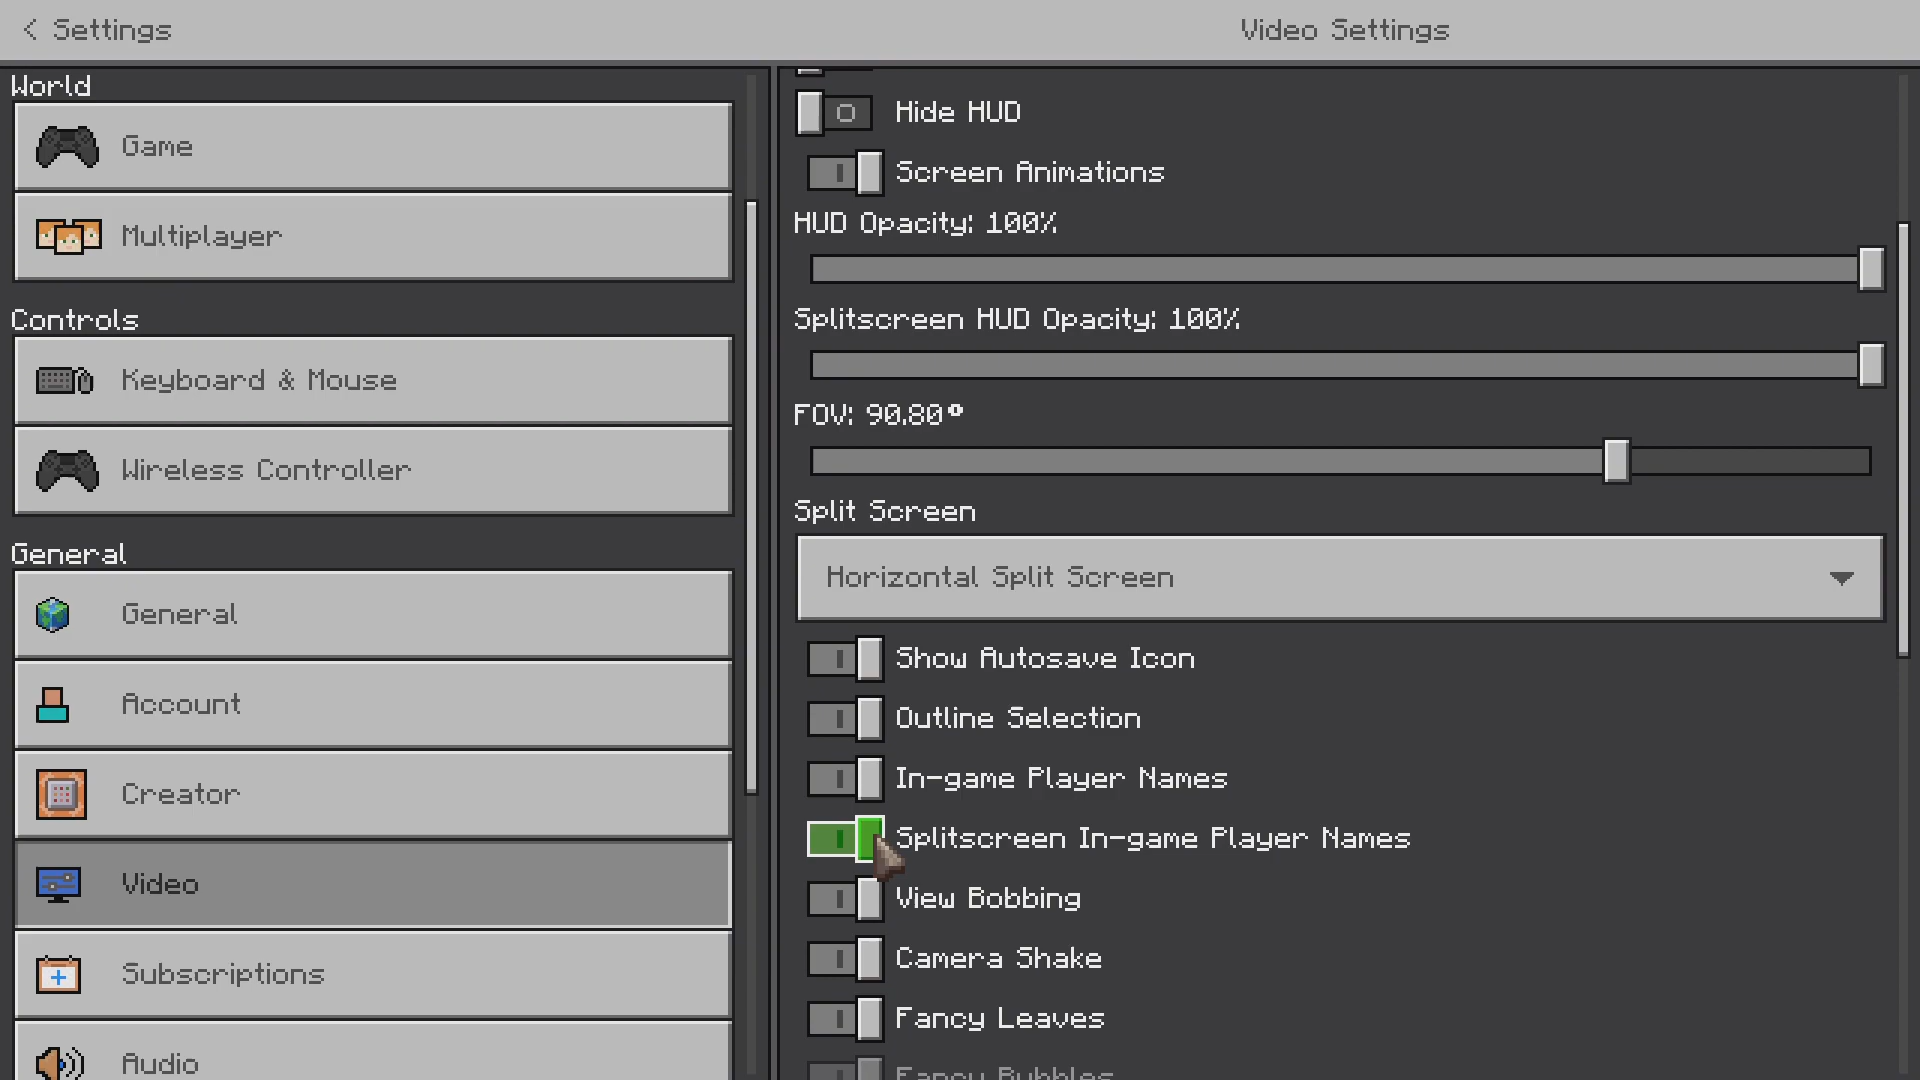 Settings
Video Settings
World
Game
Multiplayer
Controls
Keyboard & Mouse
Wireless Controller
General
General
Account
Creator
Video
Subscriptions
Audio
Hide HUD
Screen Animations
HUD Opacity: 100%
Splitscreen HUD Opacity: 100%
FOV: 90.80°
Split Screen
Horizontal Split Screen
Show Autosave Icon
Outline Selection
In-game Player Names
Splitscreen In-game Player Names
View Bobbing
Camera Shake
Fancy Leaves
Fancy Bubbles